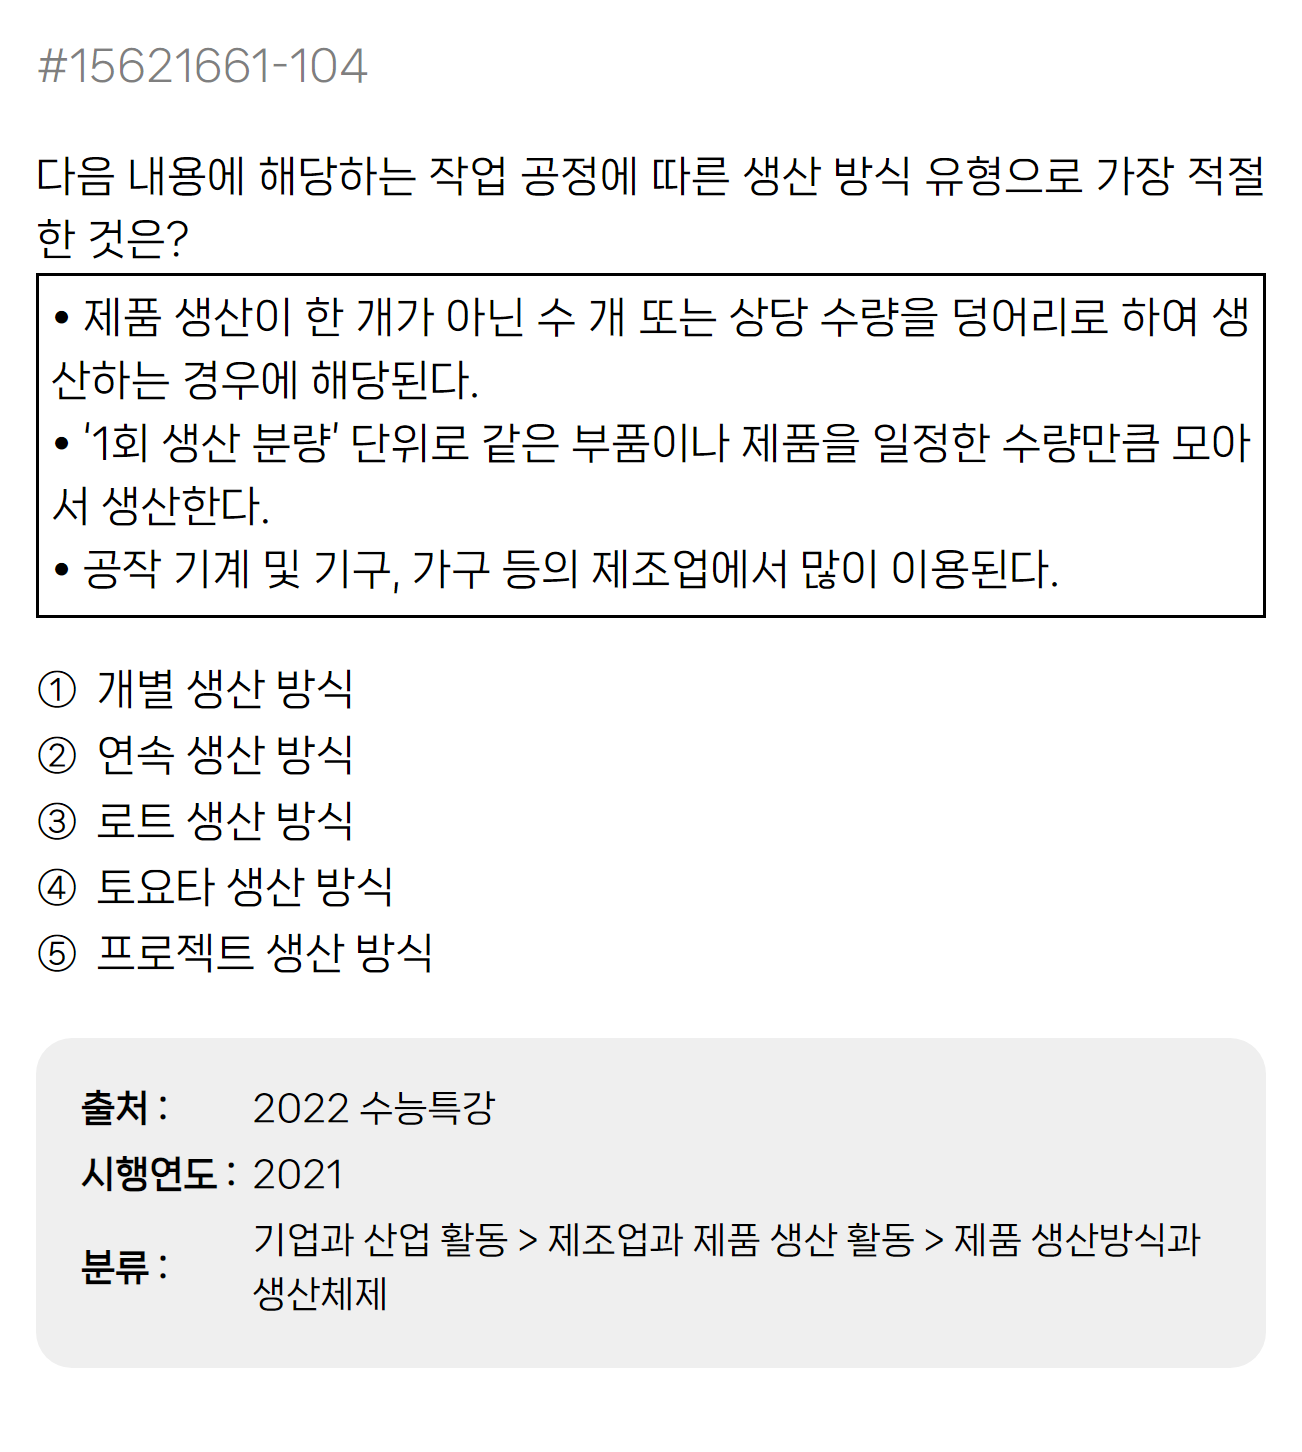 #15621661-104
다음 내용에 해당하는 작업 공정에 따른 생산 방식 유형으로 가장 적절
한 것은?
• 제품 생산이 한 개가 아닌 수 개 또는 상당 수량을 덩어리로 하여 생
산하는 경우에 해당된다.
• ‘1회 생산 분량’ 단위로 같은 부품이나 제품을 일정한 수량만큼 모아
서 생산한다.
• 공작 기계 및 기구, 가구 등의 제조업에서 많이 이용된다.
① 개별 생산 방식
② 연속 생산 방식
③ 로트 생산 방식
④ 토요타 생산 방식
⑤ 프로젝트 생산 방식
출처 : 2022 수능특강
시행연도 : 2021
분류 : 기업과 산업 활동 > 제조업과 제품 생산 활동 > 제품 생산방식과
생산체제